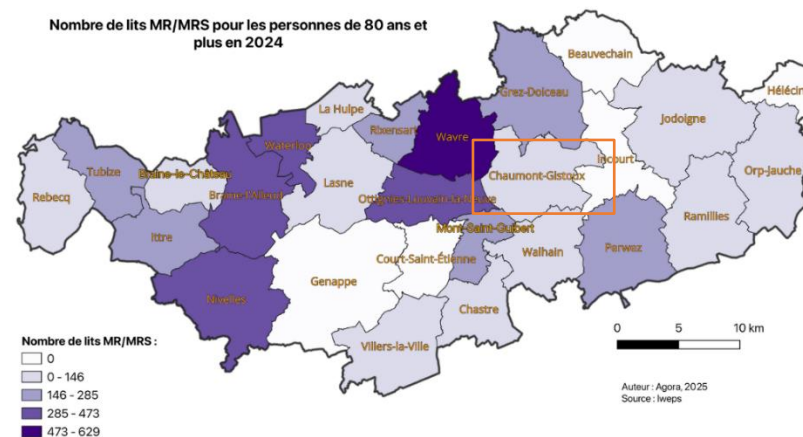 Nombre de lits MR/MRS pour les personnes de 80 ans et
plus en 2024
Beauvechain
Hélécin
La Hulpe
Grez-Doiceau
Jodoigne
Rixensart
Wavre
Waterloo
Incourt
Tubize
Braine-le-Château
Chaumont-Gistoux
Orp-Jauche
Rebecq
Braine-l'Alleud
Lasne
Ottignies-Louvain-la-Neuve
Ramillies
Ittre
Mont-Saint-Guibert
Court-Saint-Étienne
Walhain
Perwez
Genappe
Nivelles
Chastre
Villers-la-Ville
Nombre de lits MR/MRS :
0
0 - 146
146 - 285
285 - 473
473 - 629
0 5 10 km
Auteur : Agora, 2025
Source : Iweps